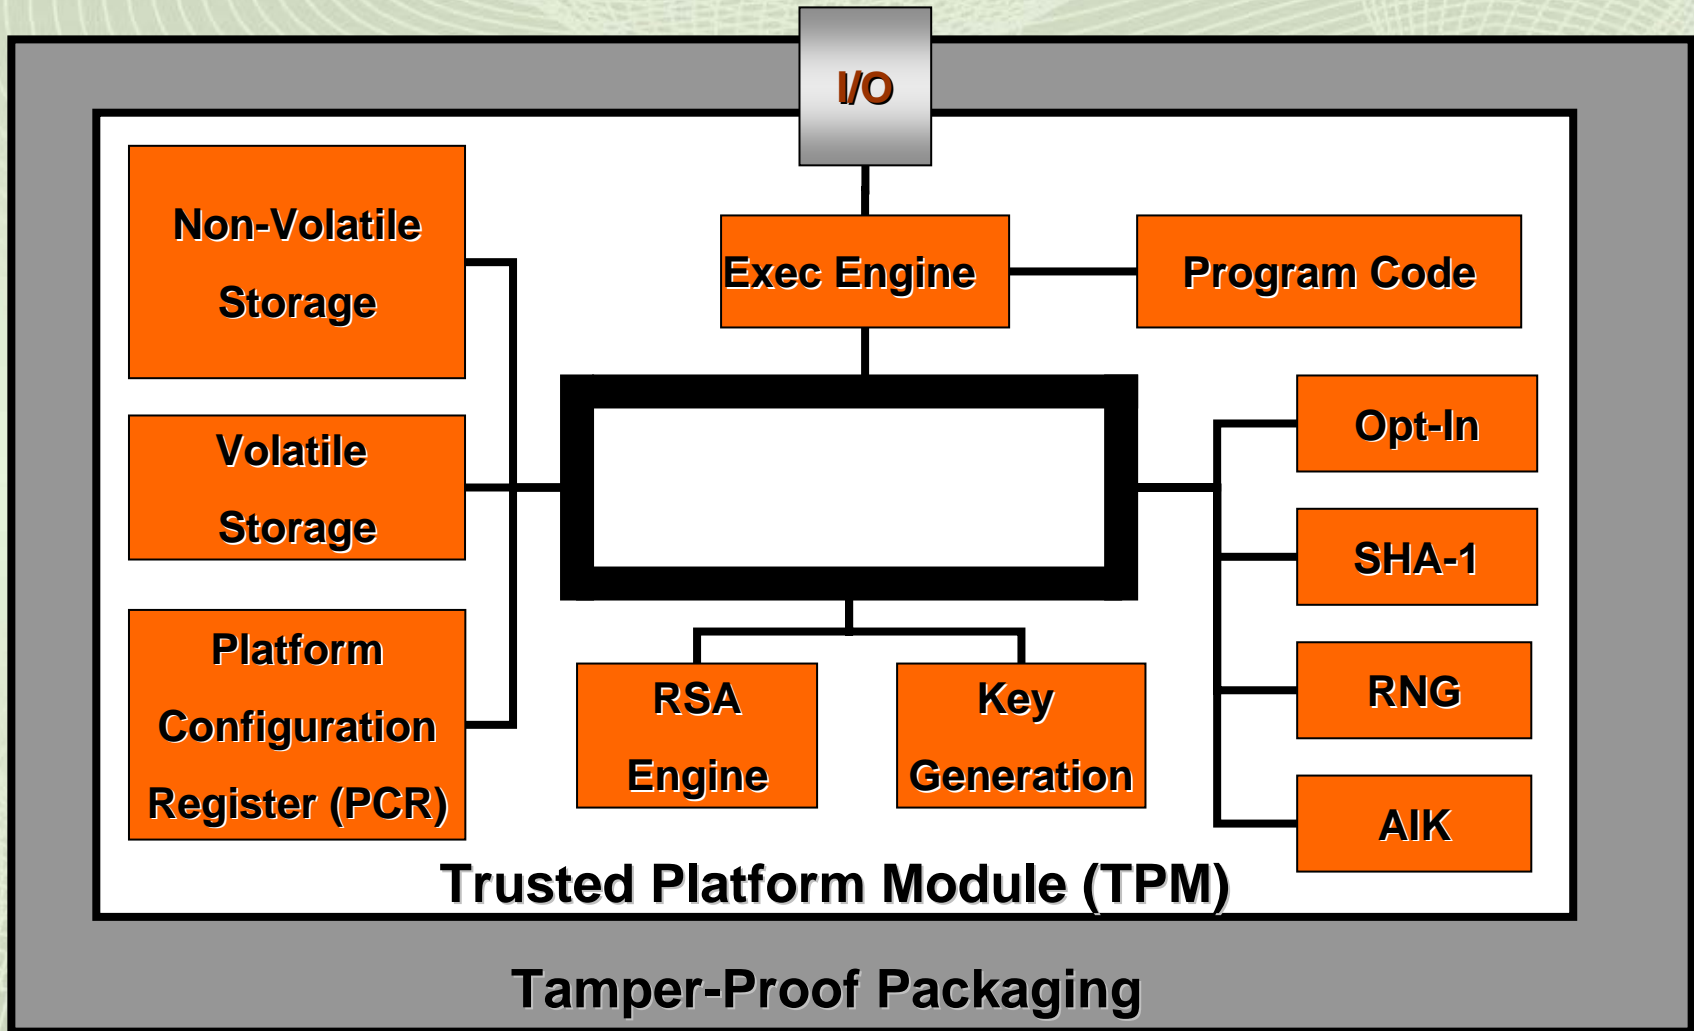 I/O
Non-Volatile
Storage
Exec Engine
Program Code
Volatile
Storage
Opt-In
SHA-1
Platform
Configuration
Register (PCR)
RSA
Engine
Key
Generation
RNG
AIK
Trusted Platform Module (TPM)
Tamper-Proof Packaging